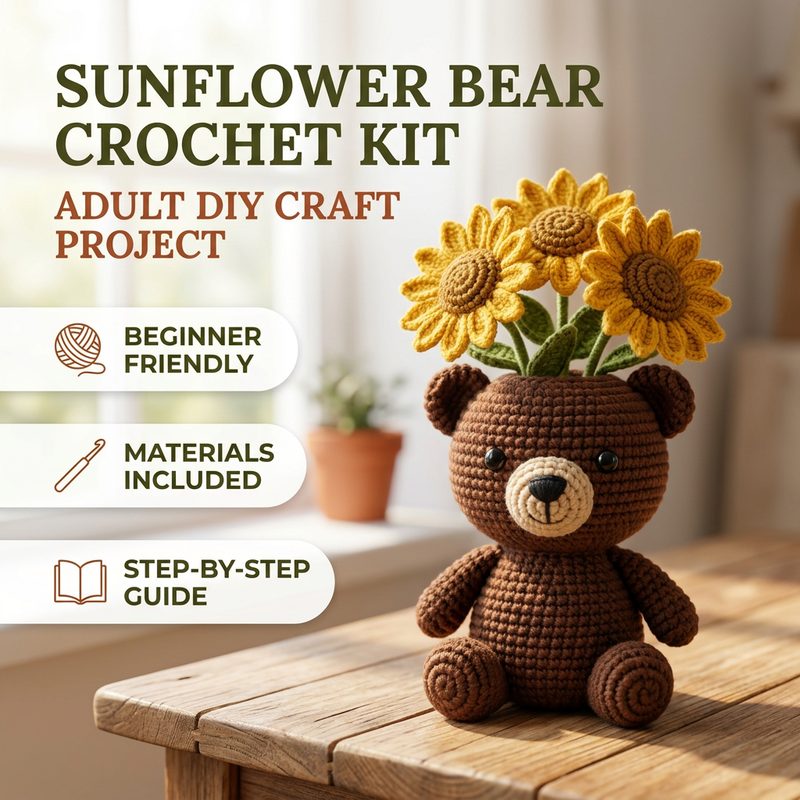 SUNFLOWER BEAR
CROCHET KIT
ADULT DIY CRAFT
PROJECT
BEGINNER
FRIENDLY
MATERIALS
INCLUDED
STEP-BY-STEP
GUIDE